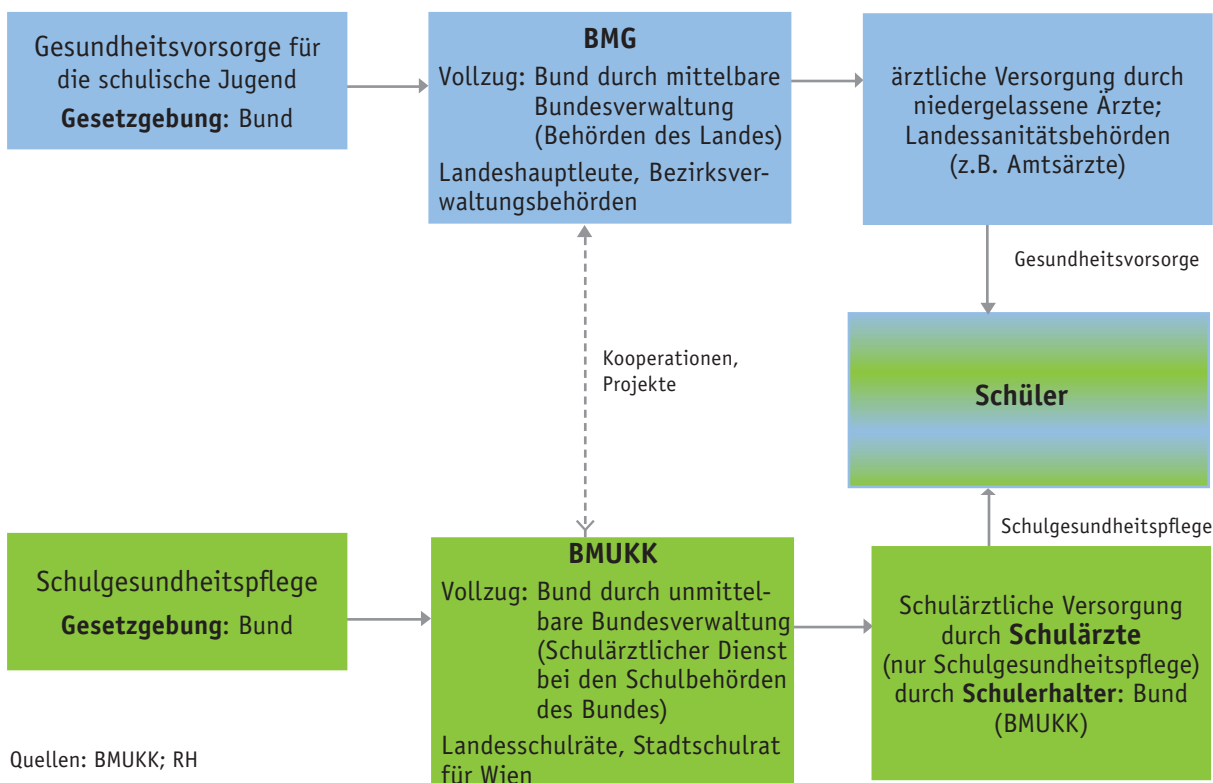 Gesundheitsvorsorge für
die schulische Jugend
Gesetzgebung: Bund
BMG
Vollzug: Bund durch mittelbare
Bundesverwaltung
(Behörden des Landes)
Landeshauptleute, Bezirksver-
waltungsbehörden
ärztliche Versorgung durch
niedergelassene Ärzte;
Landessanitätsbehörden
(z.B. Amtsärzte)
Gesundheitsvorsorge
Kooperationen,
Projekte
Schüler
Schulgesundheitspflege
Schulgesundheitspflege
Gesetzgebung: Bund
BMUKK
Vollzug: Bund durch unmittel-
bare Bundesverwaltung
(Schulärztlicher Dienst
bei den Schulbehörden
des Bundes)
Landesschulräte, Stadtschulrat
für Wien
Schulärztliche Versorgung
durch Schulärzte
(nur Schulgesundheitspflege)
durch Schulerhalter: Bund
(BMUKK)
Quellen: BMUKK; RH